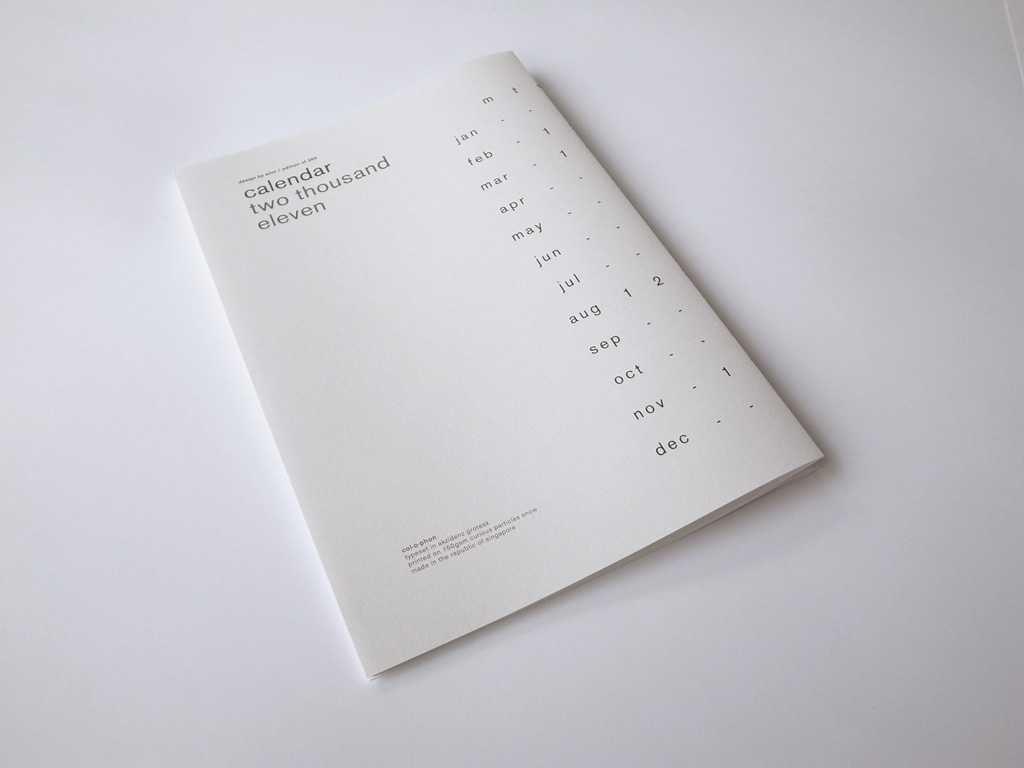 design by / edition of
calendar
two thousand
eleven
m t
jan - -
feb - 1
mar - 1
apr - -
may - -
jun - -
jul - -
aug 1 2
sep - -
oct - -
nov - 1
dec - -
col-o-phon
typeset in akzidenz grotesk
printed on 150gsm curious particles snow
made in the republic of singapore